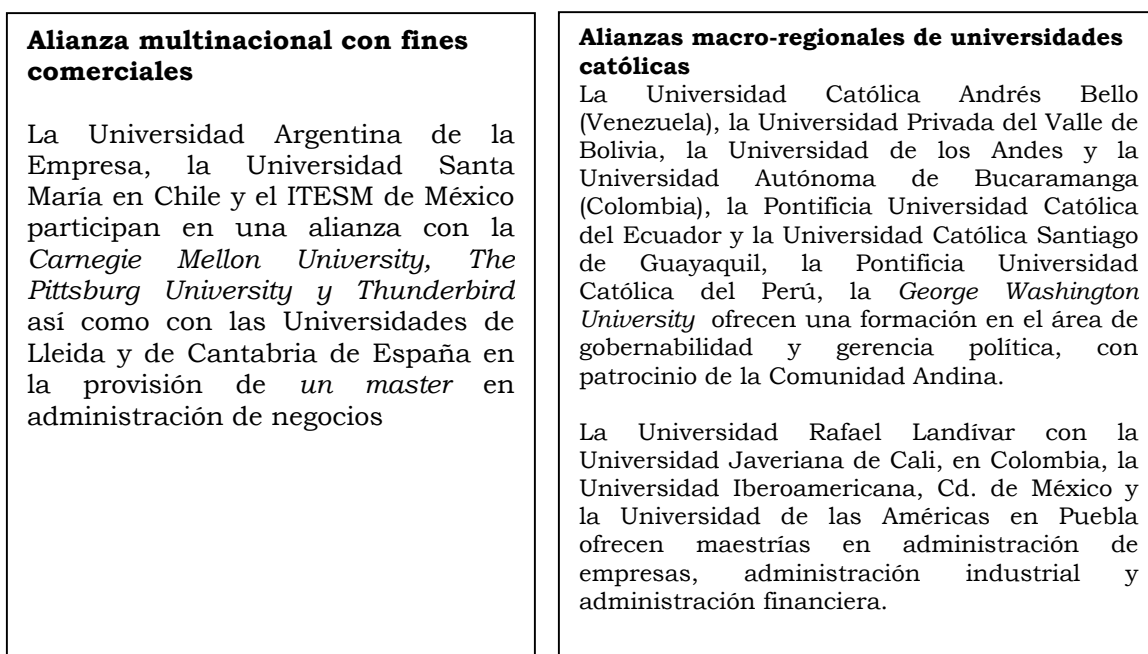 Alianza multinacional con fines
comerciales
La Universidad Argentina de la
Empresa, la Universidad Santa
María en Chile y el ITESM de México
participan en una alianza con la
Carnegie Mellon University, The
Pittsburg University y Thunderbird
así como con las Universidades de
Lleida y de Cantabria de España en
la provisión de un master en
administración de negocios
Alianzas macro-regionales de universidades
católicas
La Universidad Católica Andrés Bello
(Venezuela), la Universidad Privada del Valle de
Bolivia, la Universidad de los Andes y la
Universidad Autónoma de Bucaramanga
(Colombia), la Pontificia Universidad Católica
del Ecuador y la Universidad Católica Santiago
de Guayaquil, la Pontificia Universidad
Católica del Perú, la George Washington
University ofrecen una formación en el área de
gobernabilidad y gerencia política, con
patrocinio de la Comunidad Andina.
La Universidad Rafael Landívar con la
Universidad Javeriana de Cali, en Colombia, la
Universidad Iberoamericana, Cd. de México y
la Universidad de las Américas en Puebla
ofrecen maestrías en administración de
empresas, administración industrial y
administración financiera.